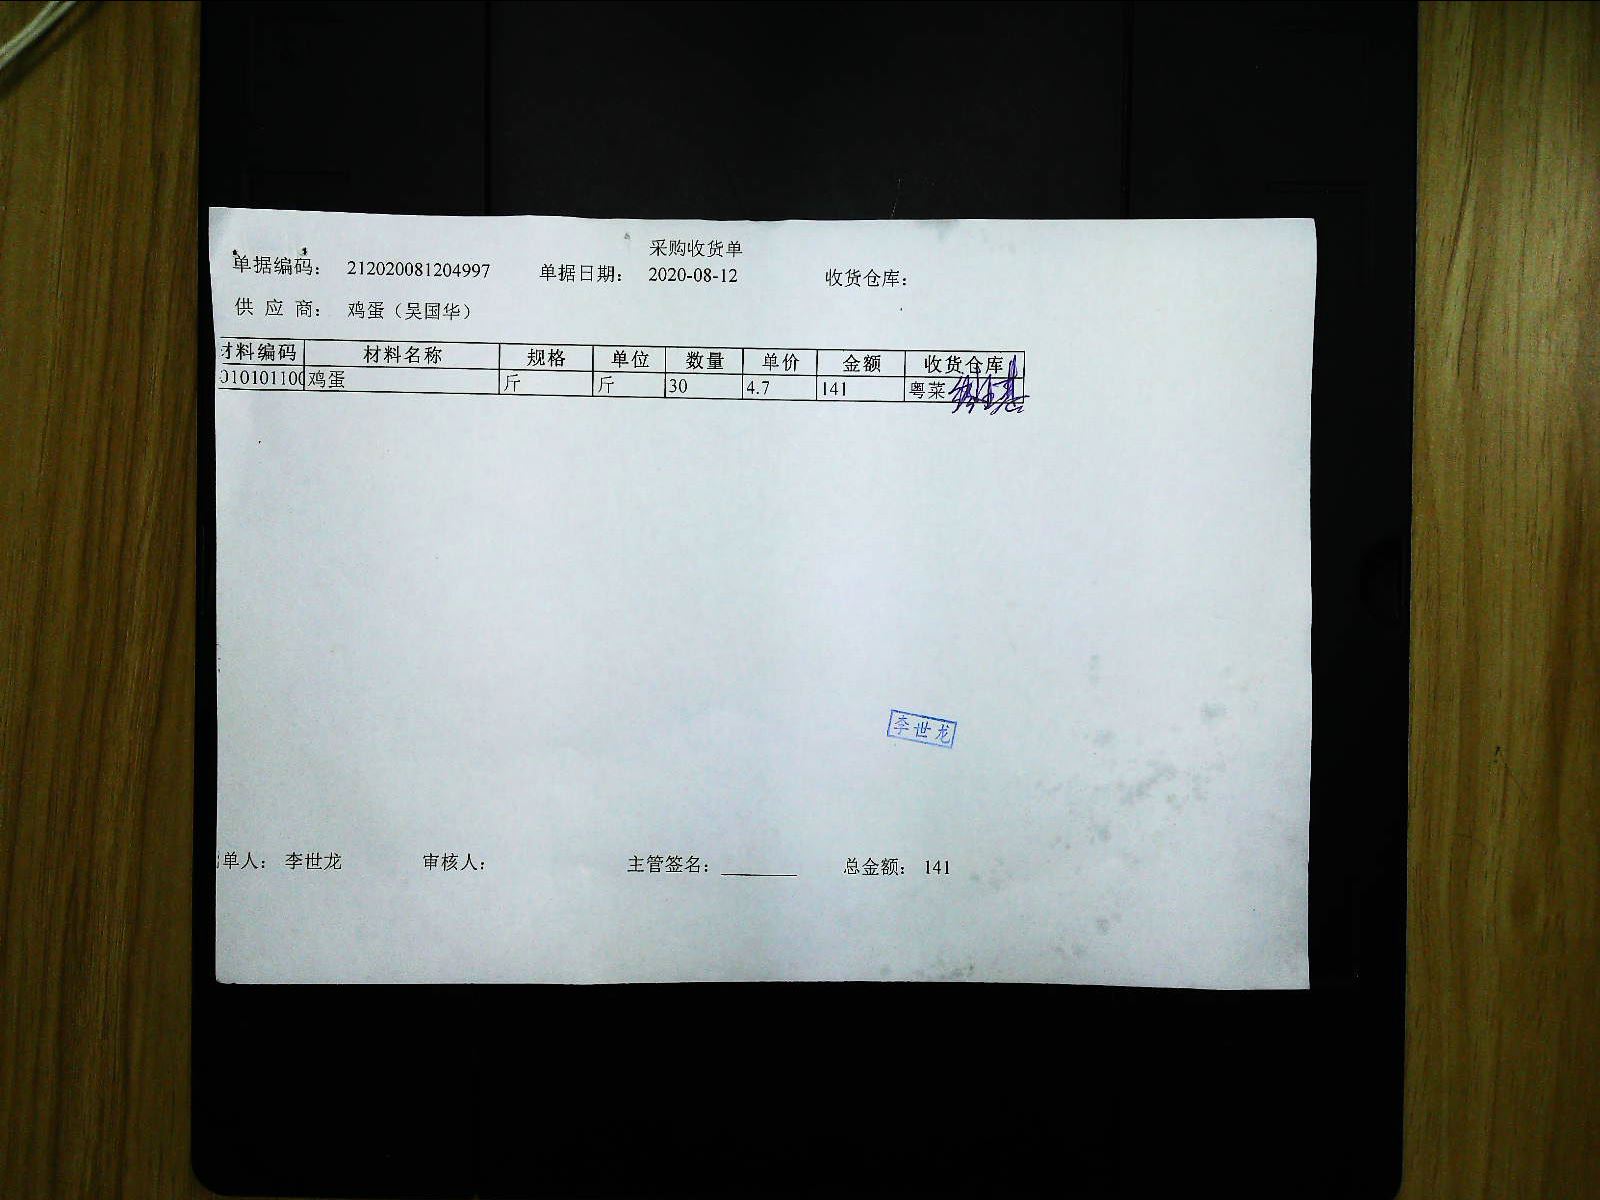 采购收货单
单据编码： 212020081204997 单据日期： 2020-08-12 收货仓库：
供 应 商： 鸡蛋（吴国华）
材料编码 材料名称 规格 单位 数量 单价 金额 收货仓库
010101100 鸡蛋 斤 斤 30 4.7 141 粤菜
李世龙
单人： 李世龙 审核人： 主管签名： 总金额： 141